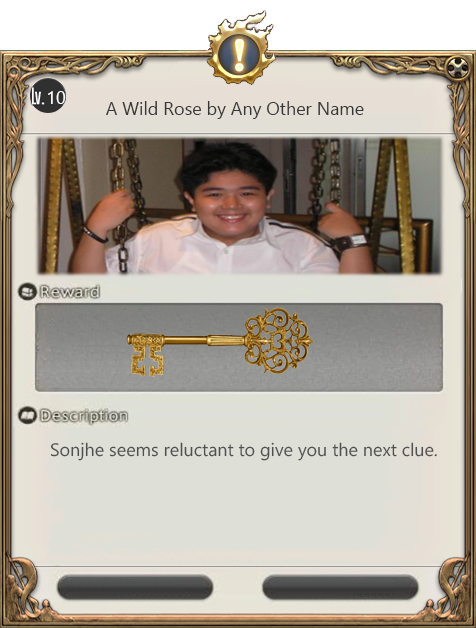 Lv.10
A Wild Rose by Any Other Name
Reward
Description
Sonjhe seems reluctant to give you the next clue.